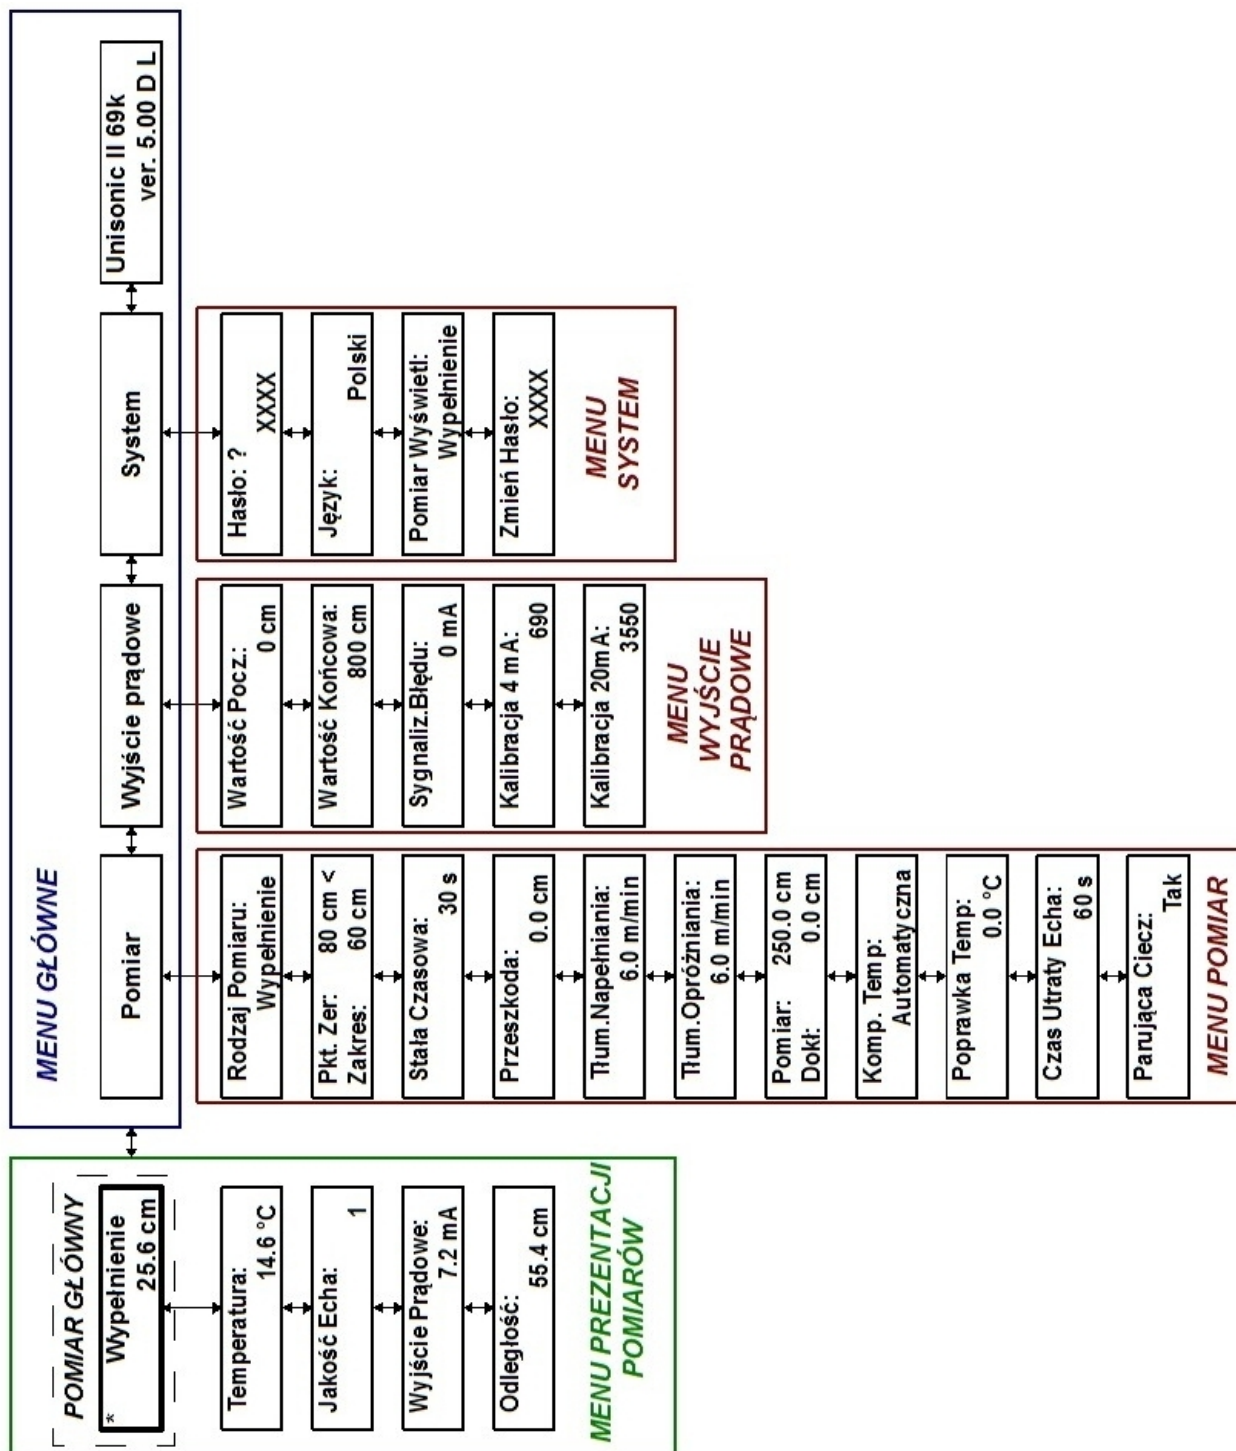 POMIAR GŁÓWNY
*
Wypełnienie
25.6 cm
Temperatura:
14.6 °C
Jakość Echa:
1
Wyjście Prądowe:
7.2 mA
Odległość:
55.4 cm
MENU PREZENTACJI
POMIARÓW
MENU GŁÓWNE
Pomiar
Rodzaj Pomiaru:
Wypełnienie
Pkt. Zer: 80 cm <
Zakres: 60 cm
Stała Czasowa:
30 s
Przeszkoda:
0.0 cm
Tłum.Napełniania:
6.0 m/min
Tłum.Opróżniania:
6.0 m/min
Pomiar: 250.0 cm
Dokł: 0.0 cm
Komp. Temp:
Automatyczna
Poprawka Temp:
0.0 °C
Czas Utraty Echa:
60 s
Parująca Ciecz:
Tak
MENU POMIAR
Wyjście prądowe
Wartość Pocz.:
0 cm
Wartość Końcowa:
800 cm
Sygnaliz.Błędu:
0 mA
Kalibracja 4 mA:
690
Kalibracja 20mA:
3550
MENU
WYJŚCIE
PRĄDOWE
System
Hasło: ?
XXXX
Język:
Polski
Pomiar Wyświetl:
Wypełnienie
Zmień Hasło:
XXXX
MENU
SYSTEM
Unisonic II 69k
ver. 5.00 D L